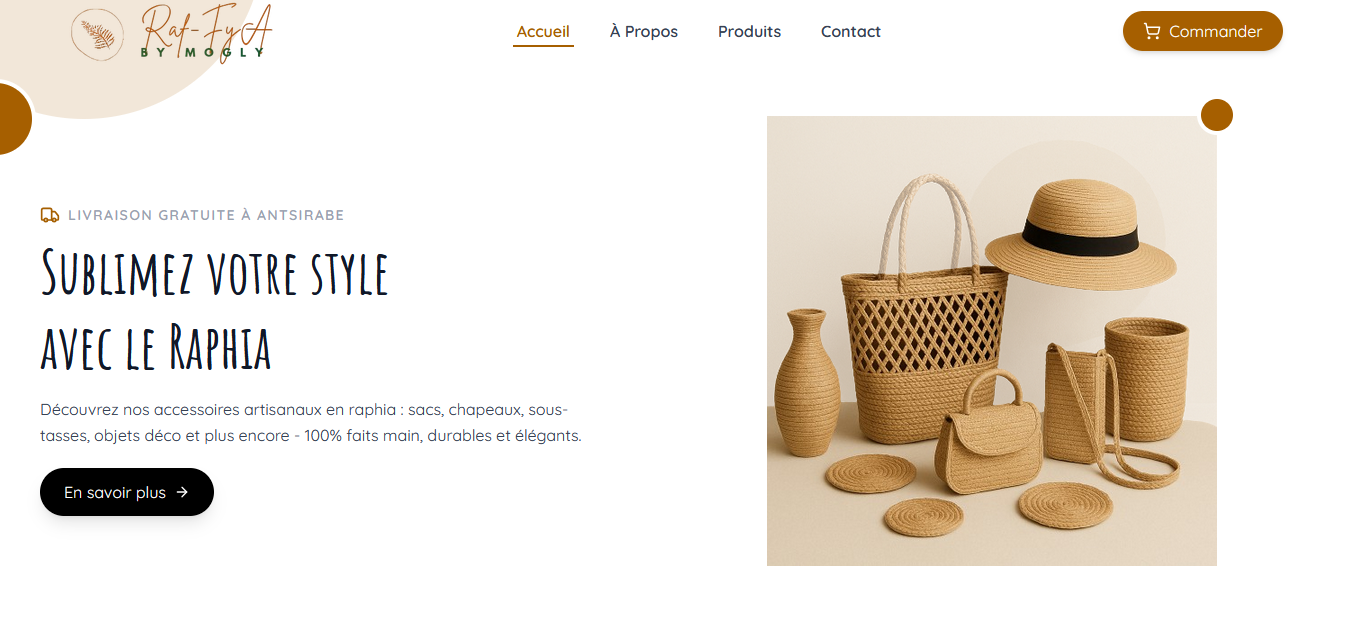 Raf-FyA
BY MOGLY
Accueil
À Propos
Produits
Contact
Commander
LIVRAISON GRATUITE À ANTSIRABE
Sublimez votre style
avec le Raphia
Découvrez nos accessoires artisanaux en raphia : sacs, chapeaux, sous-
tasses, objets déco et plus encore - 100% faits main, durables et élégants.
En savoir plus